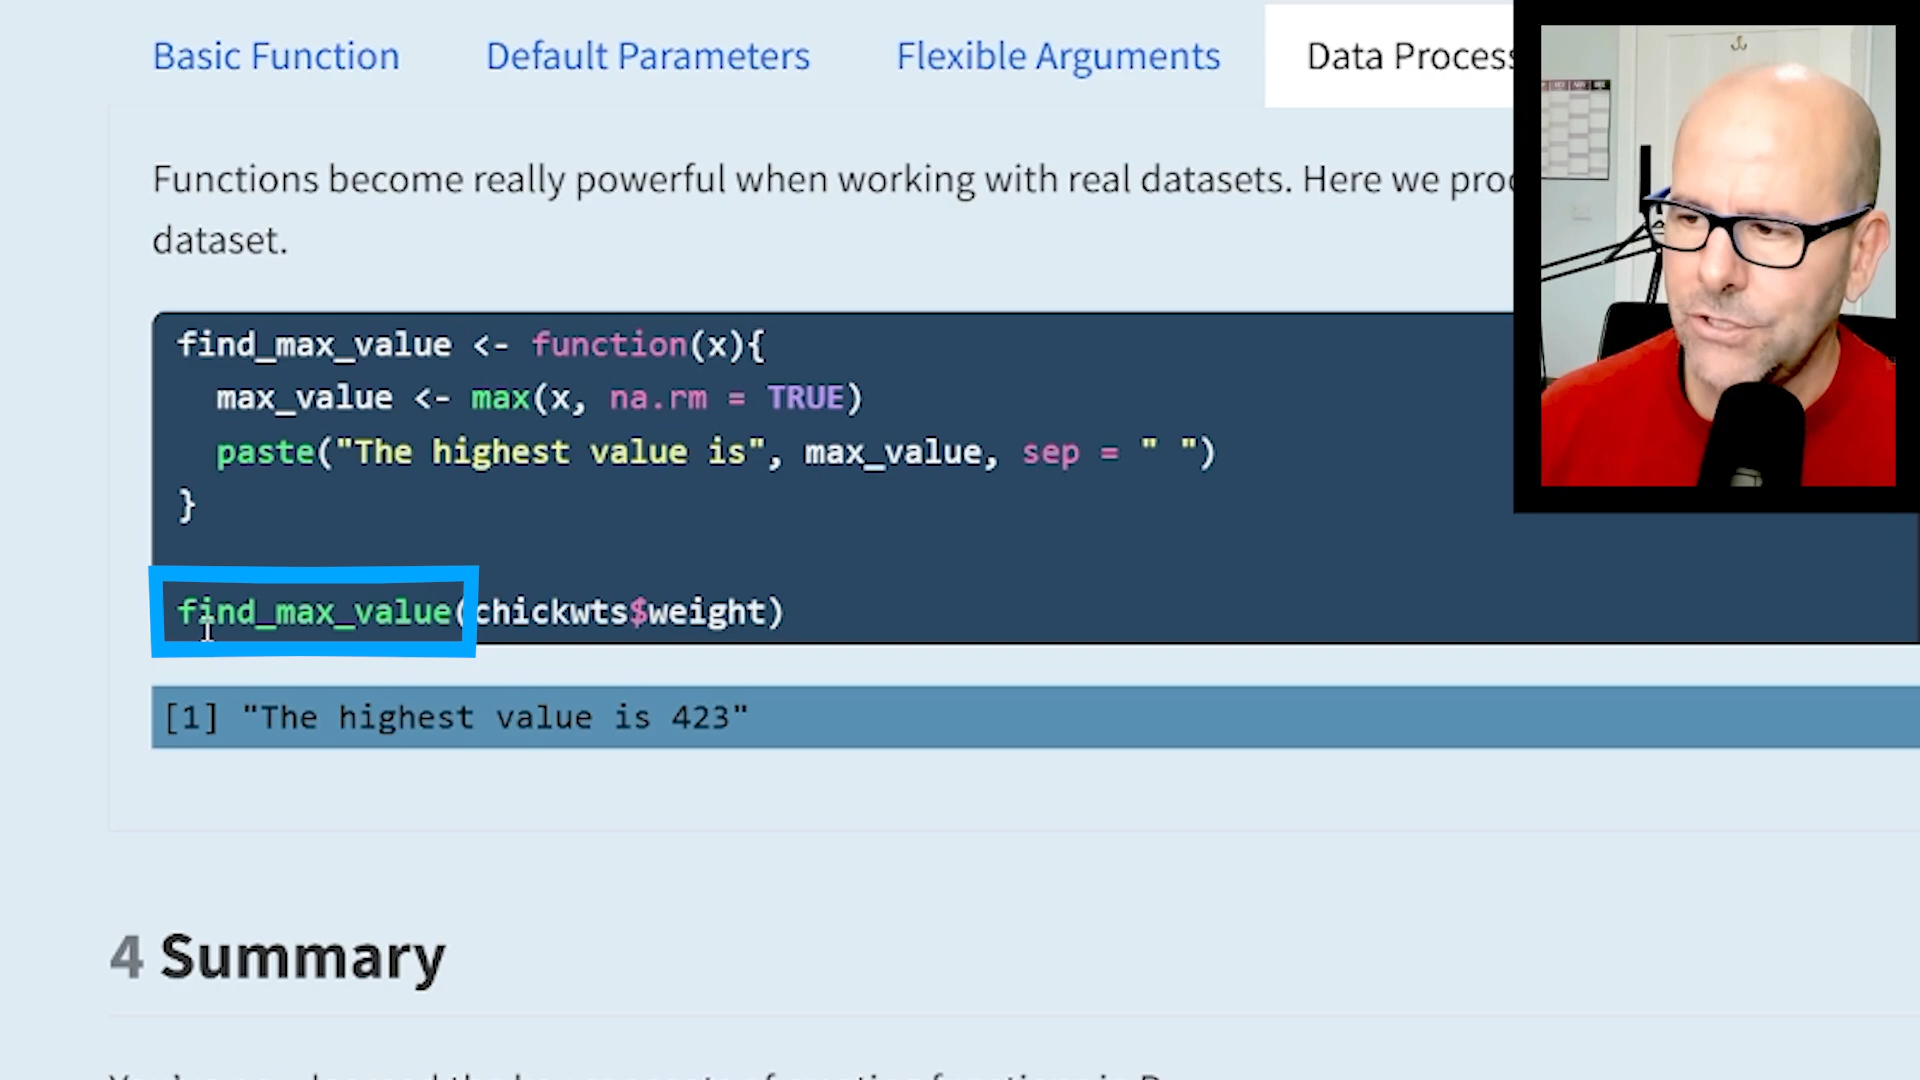 Basic Function Default Parameters Flexible Arguments Data Process
Functions become really powerful when working with real datasets. Here we proc
dataset.
find_max_value <- function(x){
max_value <- max(x, na.rm = TRUE)
paste("The highest value is", max_value, sep = " ")
}
find_max_value(chickwts$weight)
[1] "The highest value is 423"
4 Summary